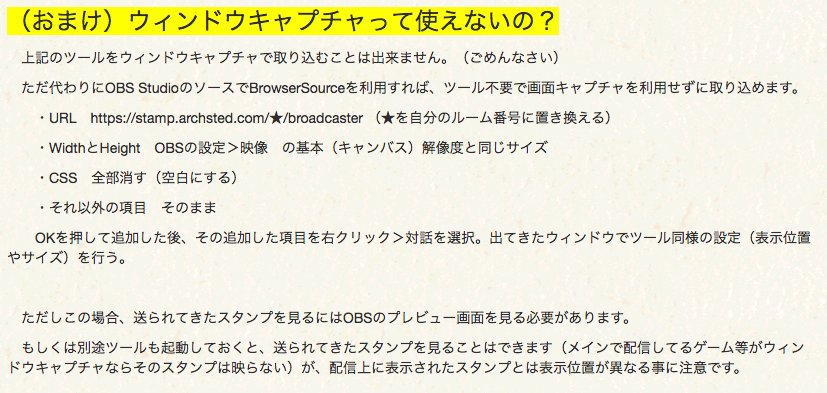 （おまけ）ウィンドウキャプチャって使えないの？
上記のツールをウィンドウキャプチャで取り込むことは出来ません。（ごめんなさい）
ただ代わりにOBS StudioのソースでBrowserSourceを利用すれば、ツール不要で画面キャプチャを利用せずに取り込めます。
・URL　https://stamp.archsted.com/★/broadcaster （★を自分のルーム番号に置き換える）
・WidthとHeight　OBSの設定＞映像　の基本（キャンバス）解像度と同じサイズ
・CSS　全部消す（空白にする）
・それ以外の項目　そのまま
OKを押して追加した後、その追加した項目を右クリック＞対話を選択。出てきたウィンドウでツール同様の設定（表示位置
やサイズ）を行う。
ただしこの場合、送られてきたスタンプを見るにはOBSのプレビュー画面を見る必要があります。
もしくは別途ツールも起動しておくと、送られてきたスタンプを見ることはできます（メインで配信してるゲーム等がウィン
ドウキャプチャならそのスタンプは映らない）が、配信上に表示されたスタンプとは表示位置が異なる事に注意です。